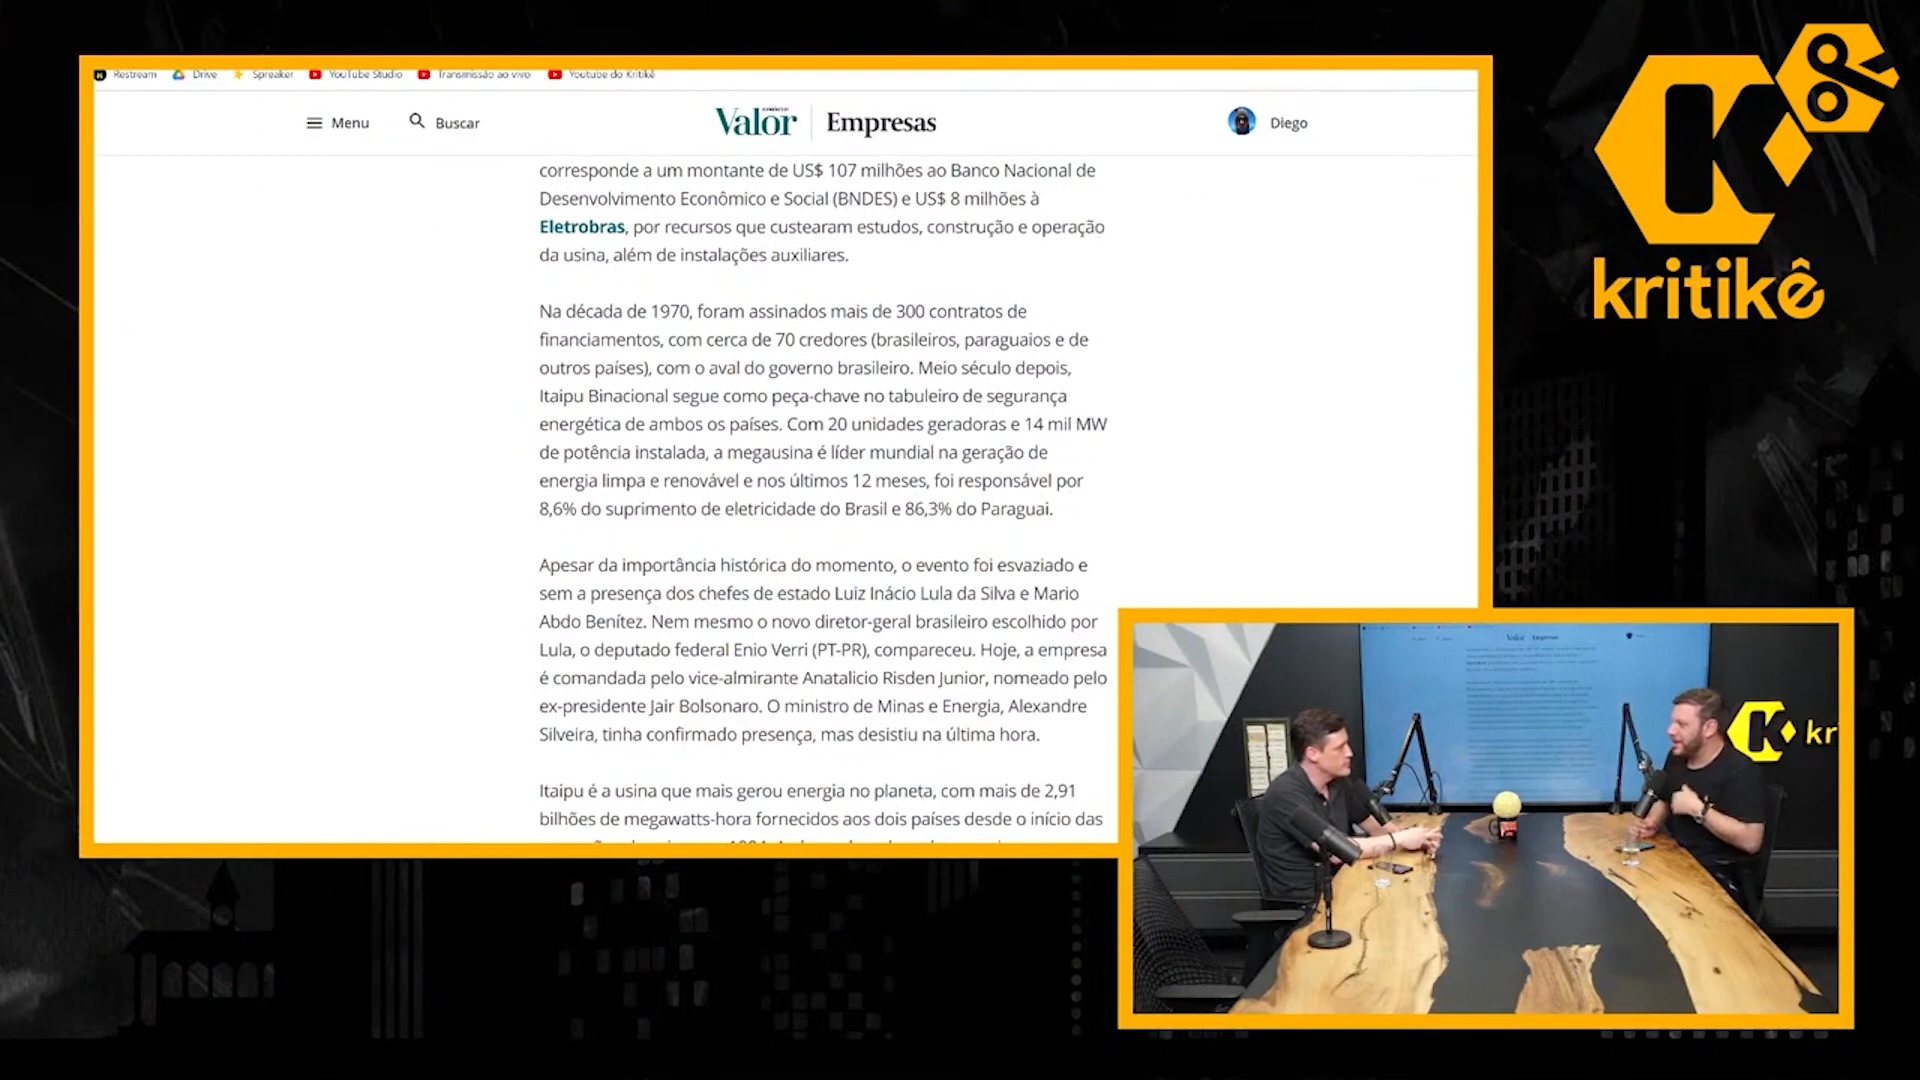 Restream
Drive
Spreaker
YouTube Studio
Transmissão ao vivo
Youtube do Kritikê
Menu
Buscar
Valor
Empresas
Diego
corresponde a um montante de US$ 107 milhões ao Banco Nacional de
Desenvolvimento Econômico e Social (BNDES) e US$ 8 milhões à
Eletrobras, por recursos que custearam estudos, construção e operação
da usina, além de instalações auxiliares.
Na década de 1970, foram assinados mais de 300 contratos de
financiamentos, com cerca de 70 credores (brasileiros, paraguaios e de
outros países), com o aval do governo brasileiro. Meio século depois,
Itaipu Binacional segue como peça-chave no tabuleiro de segurança
energética de ambos os países. Com 20 unidades geradoras e 14 mil MW
de potência instalada, a megausina é líder mundial na geração de
energia limpa e renovável e nos últimos 12 meses, foi responsável por
8,6% do suprimento de eletricidade do Brasil e 86,3% do Paraguai.
Apesar da importância histórica do momento, o evento foi esvaziado e
sem a presença dos chefes de estado Luiz Inácio Lula da Silva e Mario
Abdo Benítez. Nem mesmo o novo diretor-geral brasileiro escolhido por
Lula, o deputado federal Enio Verri (PT-PR), compareceu. Hoje, a empresa
é comandada pelo vice-almirante Anatalicio Risden Junior, nomeado pelo
ex-presidente Jair Bolsonaro. O ministro de Minas e Energia, Alexandre
Silveira, tinha confirmado presença, mas desistiu na última hora.
Itaipu é a usina que mais gerou energia no planeta, com mais de 2,91
bilhões de megawatts-hora fornecidos aos dois países desde o início das
K
kritikê
Valor
Empresas
K kr